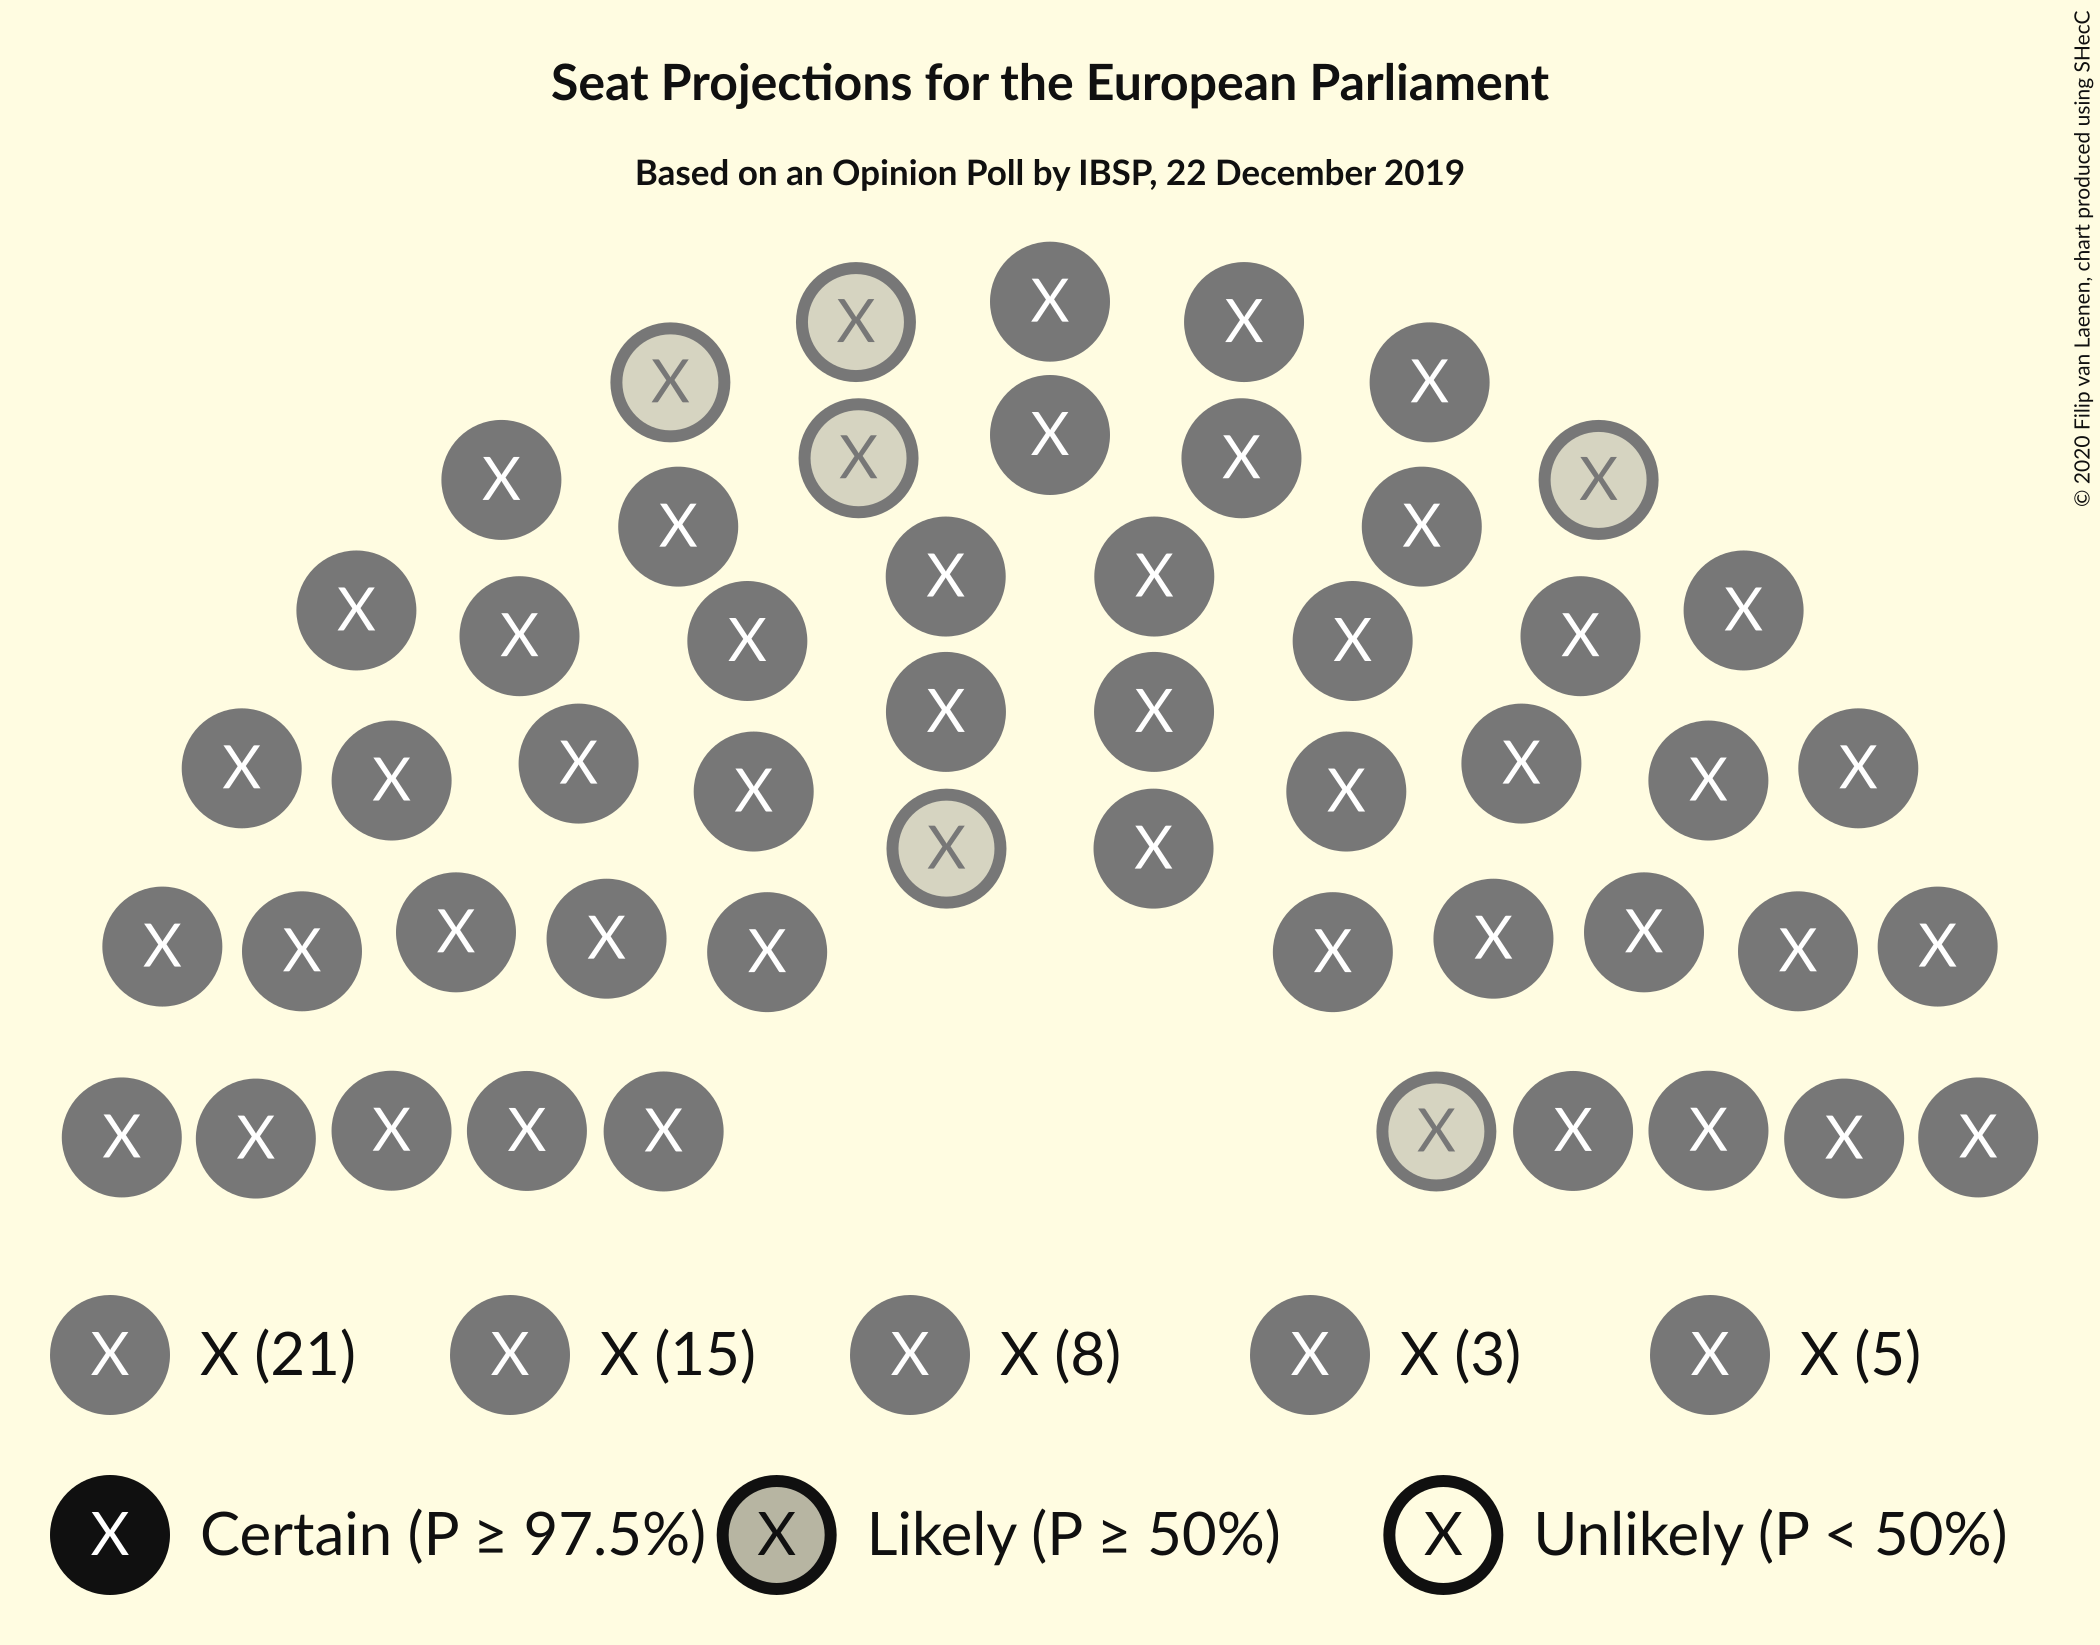 Seat Projections for the European Parliament
Based on an Opinion Poll by IBSP, 22 December 2019
© 2020 Filip van Laenen, chart produced using SHecC
X
X X
X X
X
X X
X X
X X
X X
X X
X X X X
X X
X X X X X X X X
X X
X X X X X X X X X X
X X X X X X X X X X
X X (21) X X (15) X X (8) X X (3) X X (5)
X Certain (P ≥ 97.5%) X Likely (P ≥ 50%) X Unlikely (P < 50%)